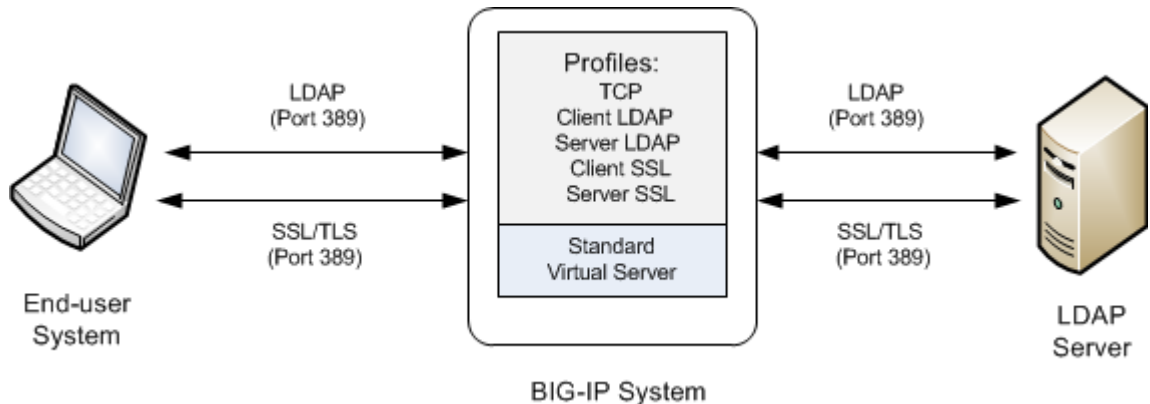 LDAP
(Port 389)
SSL/TLS
(Port 389)
End-user
System
Profiles:
TCP
Client LDAP
Server LDAP
Client SSL
Server SSL
Standard
Virtual Server
BIG-IP System
LDAP
(Port 389)
SSL/TLS
(Port 389)
LDAP
Server